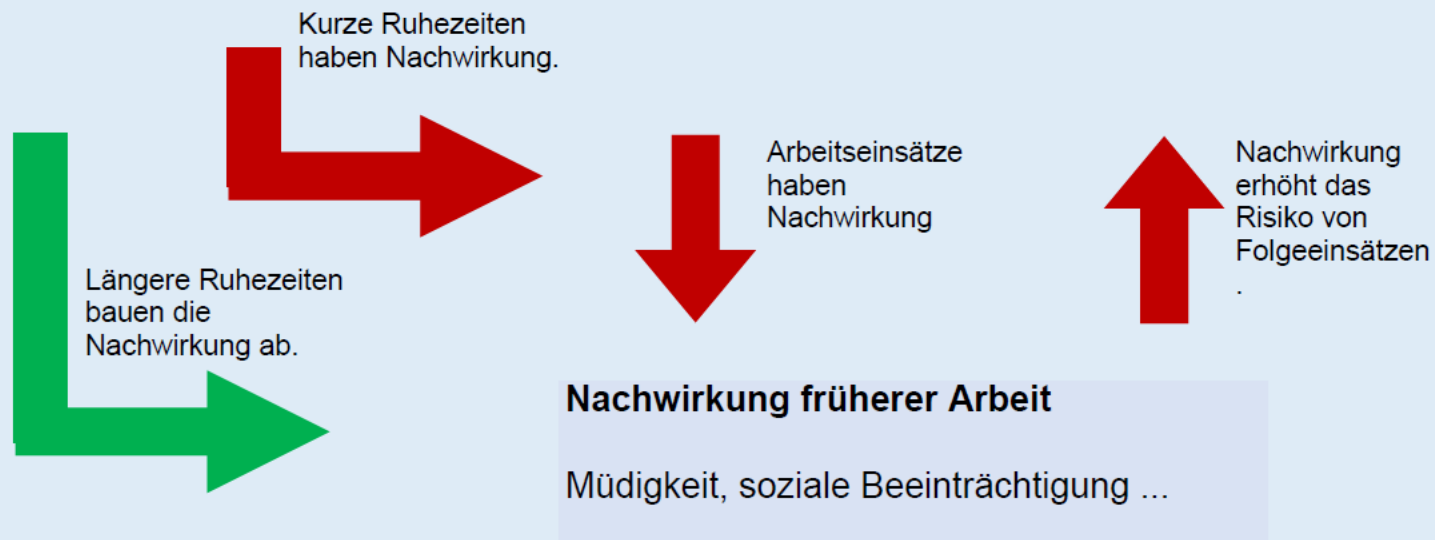 Kurze Ruhezeiten
haben Nachwirkung.
Arbeitseinsätze
haben
Nachwirkung
Nachwirkung
erhöht das
Risiko von
Folgeeinsätzen
.
Längere Ruhezeiten
bauen die
Nachwirkung ab.
Nachwirkung früherer Arbeit
Müdigkeit, soziale Beeinträchtigung ...